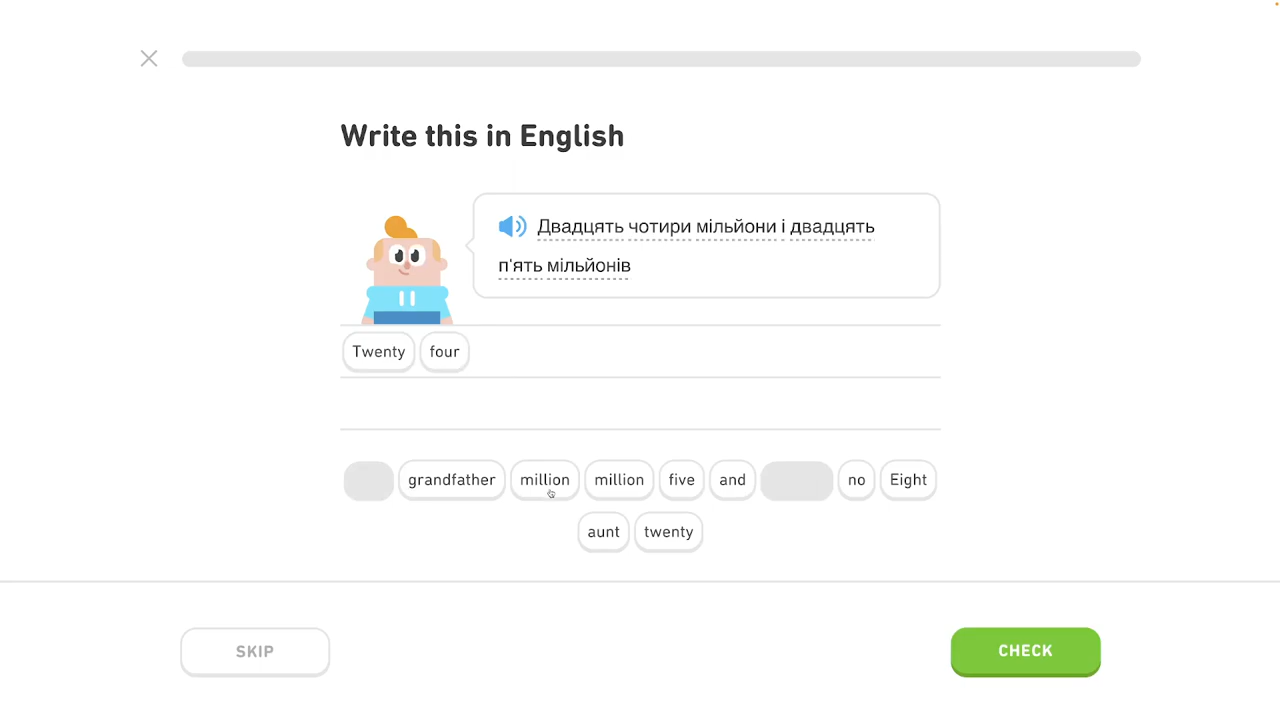 Write this in English
Двадцять чотири мільйони і двадцять
п'ять мільйонів
Twenty four
grandfather million million five and no Eight
aunt twenty
SKIP CHECK